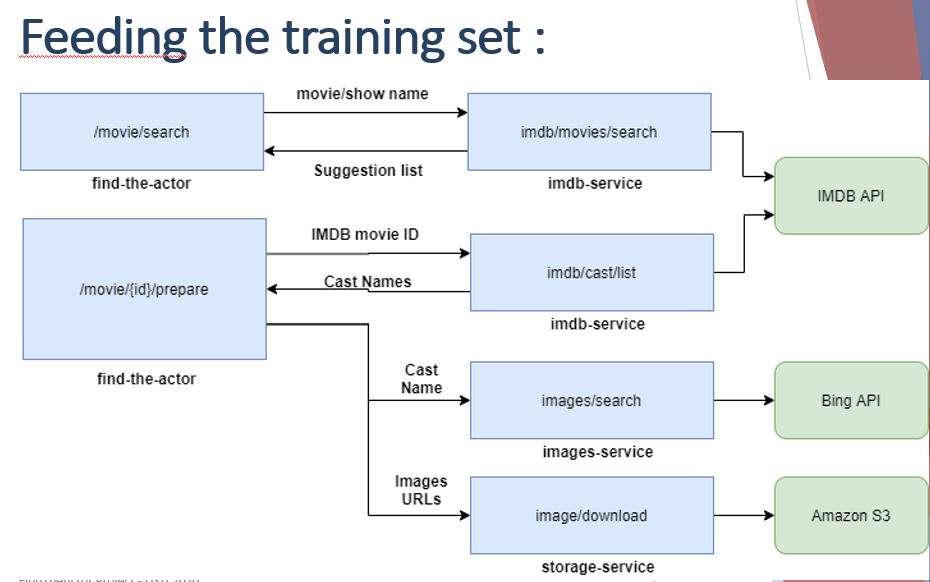 Feeding the training set :
movie/show name
/movie/search
imdb/movies/search
Suggestion list
find-the-actor
imdb-service
IMDB API
IMDB movie ID
/movie/{id}/prepare
imdb/cast/list
Cast Names
imdb-service
find-the-actor
Cast
Name
images/search
Bing API
images-service
Images
URLs
image/download
Amazon S3
storage-service